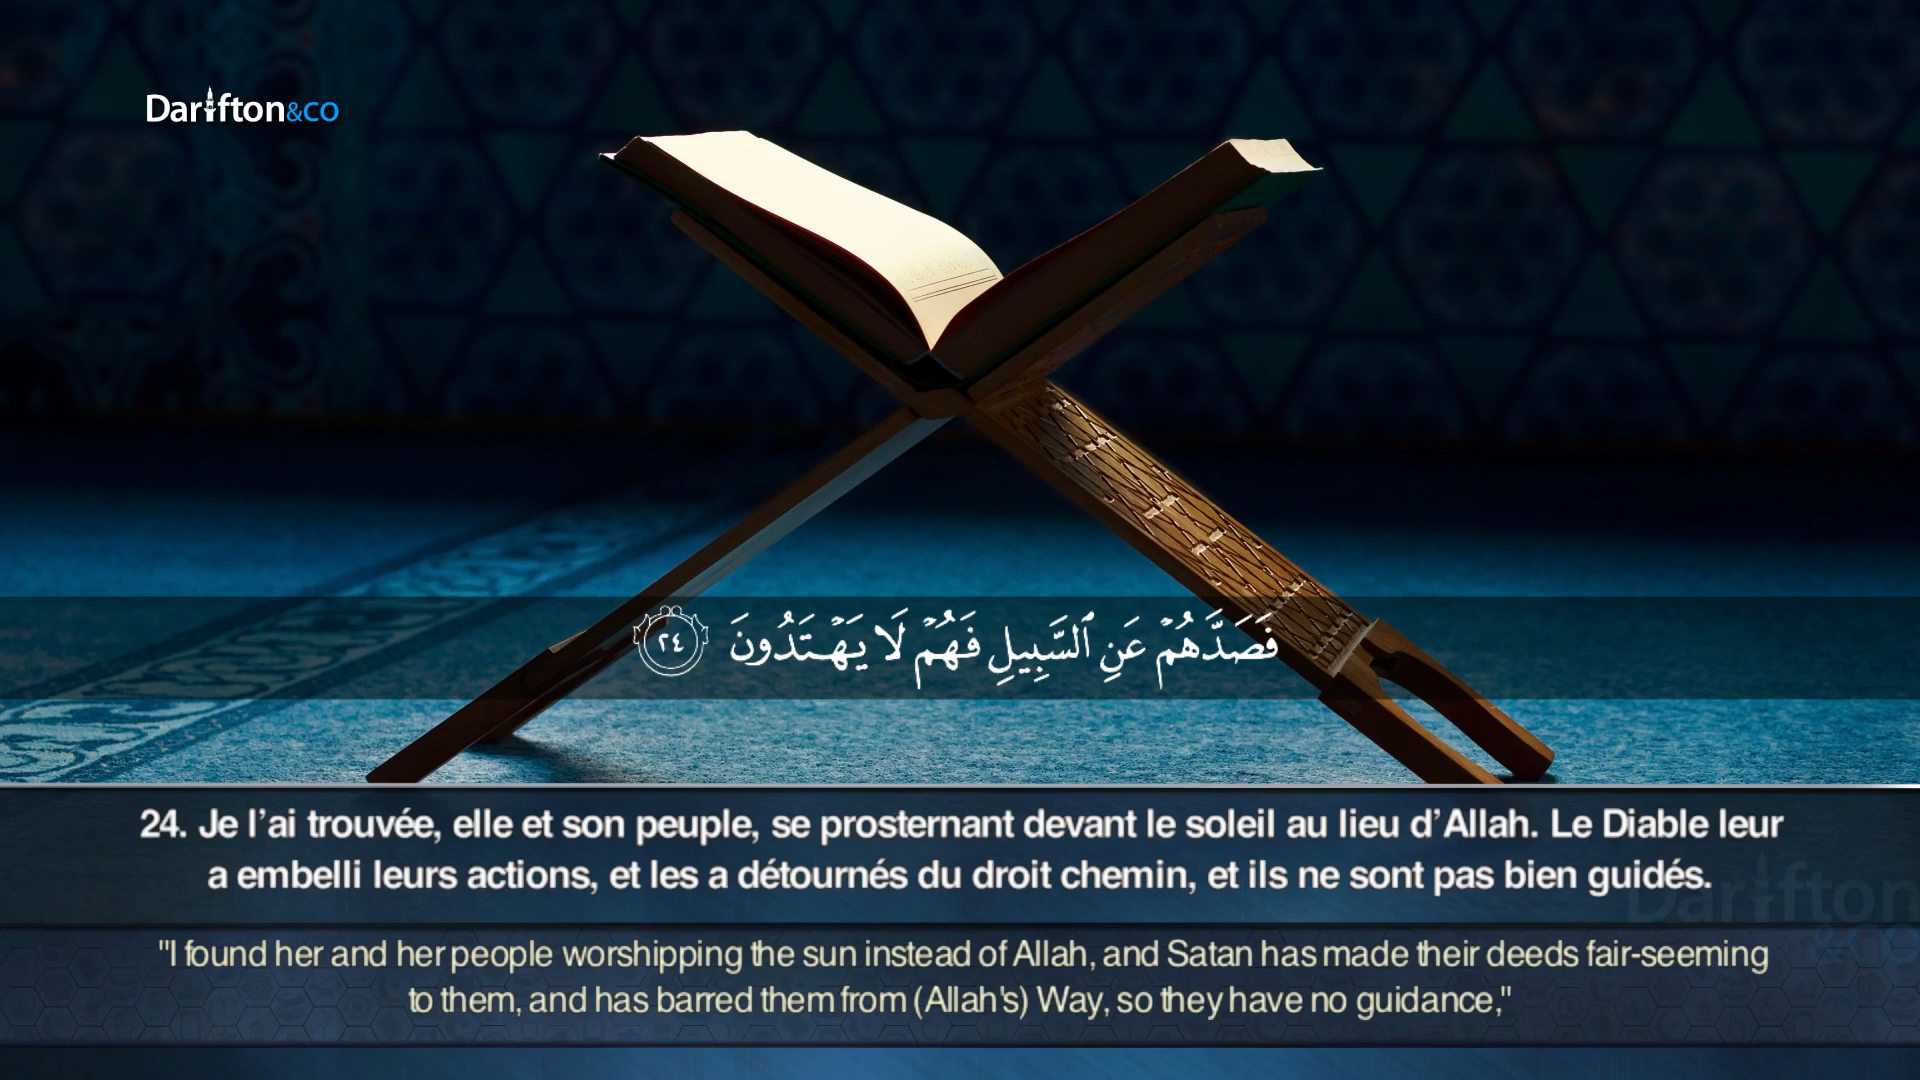 Darifton&co
فَصَدَّهُمْ عَنِ ٱلسَّبِيلِ فَهُمْ لَا يَهْتَدُونَ ٢٤
24. Je l’ai trouvée, elle et son peuple, se prosternant devant le soleil au lieu d’Allah. Le Diable leur
a embelli leurs actions, et les a détournés du droit chemin, et ils ne sont pas bien guidés.
Darifton
&co
"I found her and her people worshipping the sun instead of Allah, and Satan has made their deeds fair-seeming
to them, and has barred them from (Allah's) Way, so they have no guidance,"